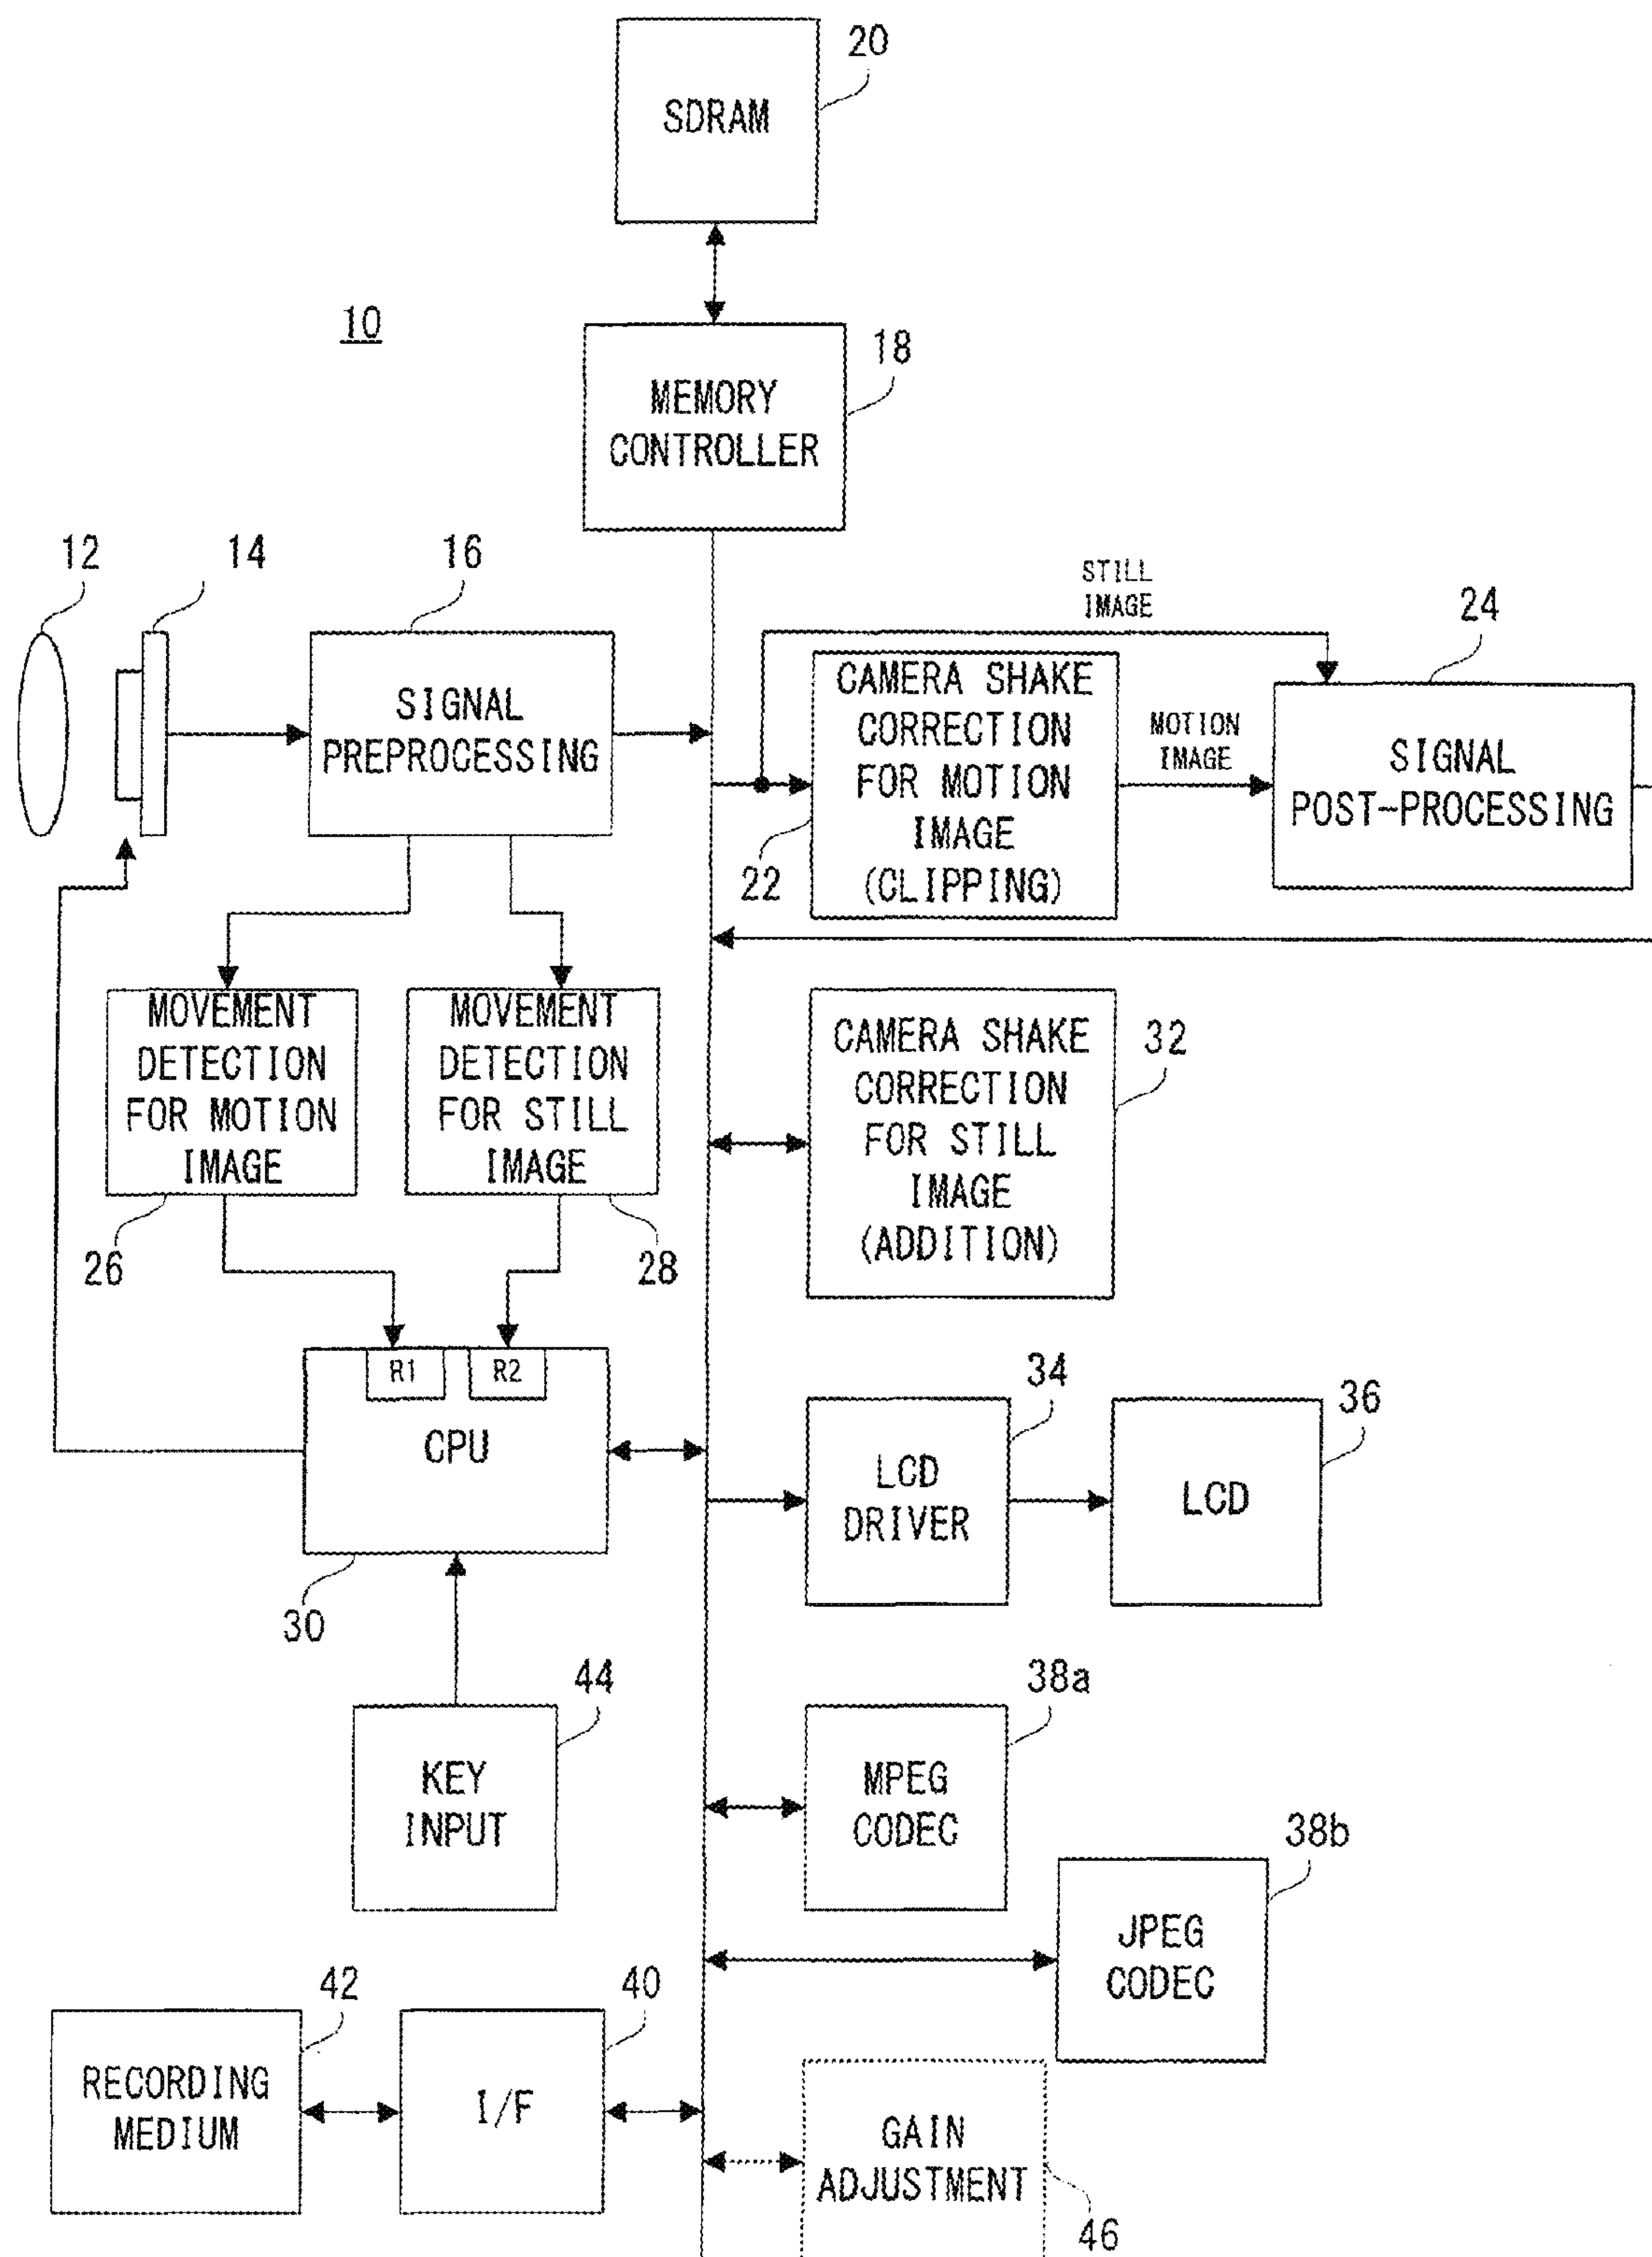 20
SDRAM
10
18
MEMORY
CONTROLLER
12
14
16
SIGNAL
PREPROCESSING
STILL
IMAGE
24
CAMERA SHAKE
CORRECTION
FOR MOTION
IMAGE
(CLIPPING)
22
MOTION
IMAGE
SIGNAL
POST-PROCESSING
MOVEMENT
DETECTION
FOR MOTION
IMAGE
26
MOVEMENT
DETECTION
FOR STILL
IMAGE
28
CAMERA SHAKE
CORRECTION
FOR STILL
IMAGE
(ADDITION)
32
R1
R2
CPU
30
34
LCD
DRIVER
36
LCD
44
KEY
INPUT
38a
MPEG
CODEC
38b
JPEG
CODEC
42
RECORDING
MEDIUM
40
I/F
GAIN
ADJUSTMENT
46